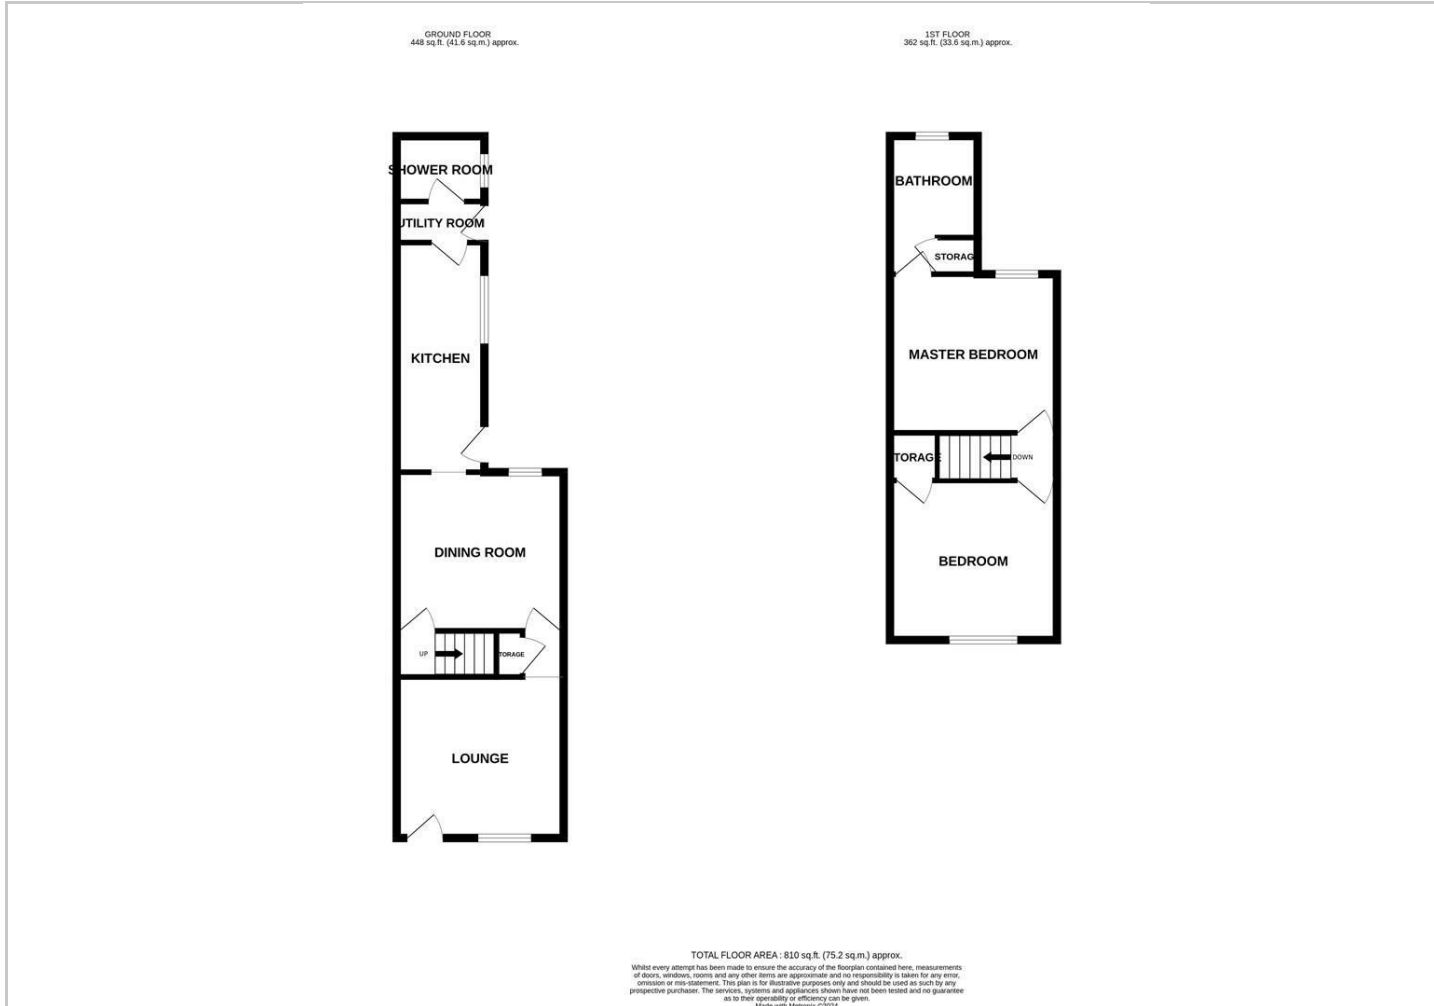 GROUND FLOOR
448 sq.ft. (41.6 sq.m.) approx.
SHOWER ROOM
UTILITY ROOM
KITCHEN
DINING ROOM
UP
TORAGE
LOUNGE
1ST FLOOR
362 sq.ft. (33.6 sq.m.) approx.
BATHROOM
STORAG
MASTER BEDROOM
TORAGE
DOWN
BEDROOM
TOTAL FLOOR AREA : 810 sq.ft. (75.2 sq.m.) approx.
Whilst every attempt has been made to ensure the accuracy of the floorplan contained here, measurements
of doors, windows, rooms and any other items are approximate and no responsibility is taken for any error,
omission or mis-statement. This plan is for illustrative purposes only and should be used as such by any
prospective purchaser. The services, systems and appliances shown have not been tested and no guarantee
as to their operability or efficiency can be given.
Made with Metropix ©2024